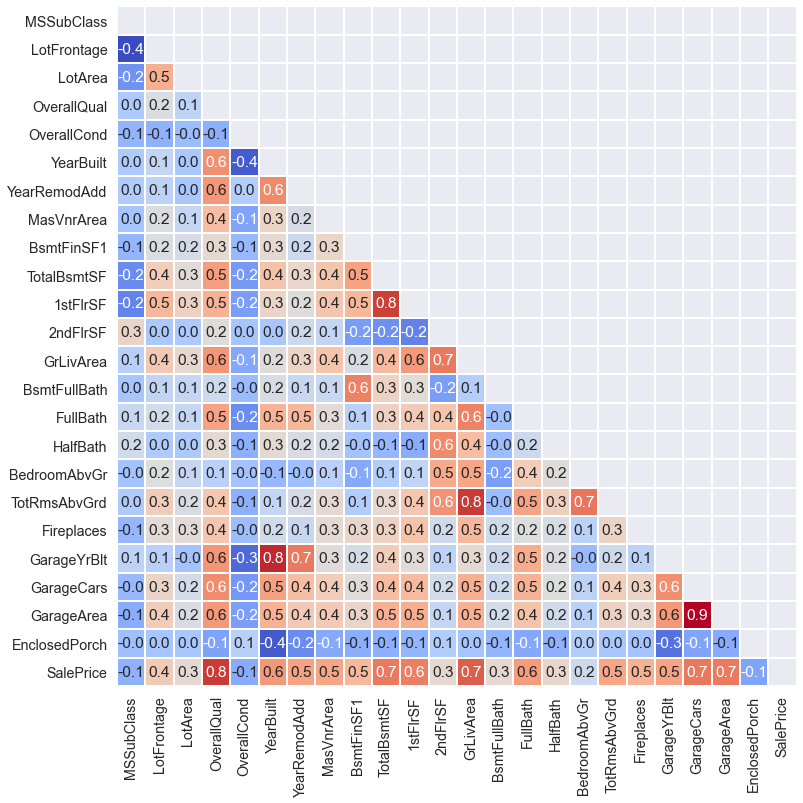 MSSubClass
LotFrontage -0.4
LotArea -0.2 0.5
OverallQual 0.0 0.2 0.1
OverallCond -0.1 -0.1 -0.0 -0.1
YearBuilt 0.0 0.1 0.0 0.6 -0.4
YearRemodAdd 0.0 0.1 0.0 0.6 0.0 0.6
MasVnrArea 0.0 0.2 0.1 0.4 -0.1 0.3 0.2
BsmtFinSF1 -0.1 0.2 0.2 0.3 -0.1 0.3 0.2 0.3
TotalBsmtSF -0.2 0.4 0.3 0.5 -0.2 0.4 0.3 0.4 0.5
1stFlrSF -0.2 0.5 0.3 0.5 -0.2 0.3 0.2 0.4 0.5 0.8
2ndFlrSF 0.3 0.0 0.0 0.2 0.0 0.0 0.2 0.1 -0.2 -0.2 -0.2
GrLivArea 0.1 0.4 0.3 0.6 -0.1 0.2 0.3 0.4 0.2 0.4 0.6 0.7
BsmtFullBath 0.0 0.1 0.1 0.2 -0.0 0.2 0.1 0.1 0.6 0.3 0.3 -0.2 0.1
FullBath 0.1 0.2 0.1 0.5 -0.2 0.5 0.5 0.3 0.1 0.3 0.4 0.4 0.6 -0.0
HalfBath 0.2 0.0 0.0 0.3 -0.1 0.3 0.2 0.2 -0.0 -0.1 -0.1 0.6 0.4 -0.0 0.2
BedroomAbvGr -0.0 0.2 0.1 0.1 -0.0 -0.1 -0.0 0.1 -0.1 0.1 0.1 0.5 0.5 -0.2 0.4 0.2
TotRmsAbvGrd 0.0 0.3 0.2 0.4 -0.1 0.1 0.2 0.3 0.1 0.3 0.4 0.6 0.8 -0.0 0.5 0.3 0.7
Fireplaces -0.1 0.3 0.3 0.4 -0.0 0.2 0.1 0.3 0.3 0.3 0.4 0.2 0.5 0.2 0.2 0.2 0.1 0.3
GarageYrBlt 0.1 0.1 -0.0 0.6 -0.3 0.8 0.7 0.3 0.2 0.4 0.3 0.1 0.3 0.2 0.5 0.2 -0.0 0.2 0.1
GarageCars -0.0 0.3 0.2 0.6 -0.2 0.5 0.4 0.4 0.3 0.4 0.4 0.2 0.5 0.2 0.5 0.2 0.1 0.4 0.3 0.6
GarageArea -0.1 0.4 0.2 0.6 -0.2 0.5 0.4 0.4 0.3 0.5 0.5 0.1 0.5 0.2 0.4 0.2 0.1 0.3 0.3 0.6 0.9
EnclosedPorch -0.0 0.0 0.0 -0.1 0.1 -0.4 -0.2 -0.1 -0.1 -0.1 -0.1 0.1 0.0 -0.1 -0.1 -0.1 0.0 0.0 0.0 -0.3 -0.1 -0.1
SalePrice -0.1 0.4 0.3 0.8 -0.1 0.6 0.5 0.5 0.5 0.7 0.6 0.3 0.7 0.3 0.6 0.3 0.2 0.5 0.5 0.5 0.7 0.7 -0.1
MSSubClass
LotFrontage
LotArea
OverallQual
OverallCond
YearBuilt
YearRemodAdd
MasVnrArea
BsmtFinSF1
TotalBsmtSF
1stFlrSF
2ndFlrSF
GrLivArea
BsmtFullBath
FullBath
HalfBath
BedroomAbvGr
TotRmsAbvGrd
Fireplaces
GarageYrBlt
GarageCars
GarageArea
EnclosedPorch
SalePrice